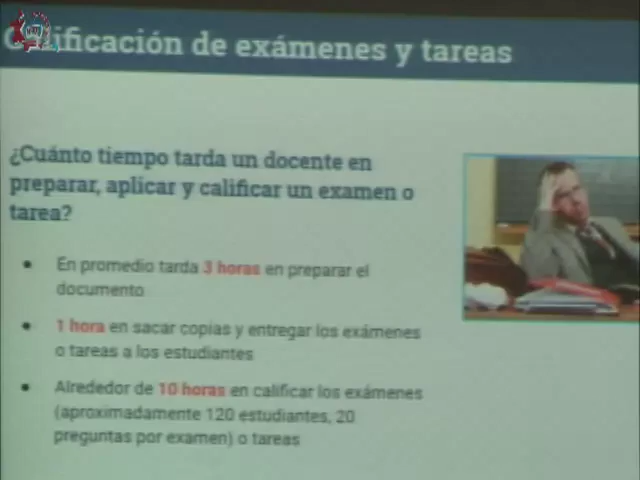 Calificación de exámenes y tareas
¿Cuánto tiempo tarda un docente en
preparar, aplicar y calificar un examen o
tarea?
En promedio tarda 3 horas en preparar el
documento
1 hora en sacar copias y entregar los exámenes
o tareas a los estudiantes
Alrededor de 10 horas en calificar los exámenes
(aproximadamente 120 estudiantes, 20
preguntas por examen) o tareas